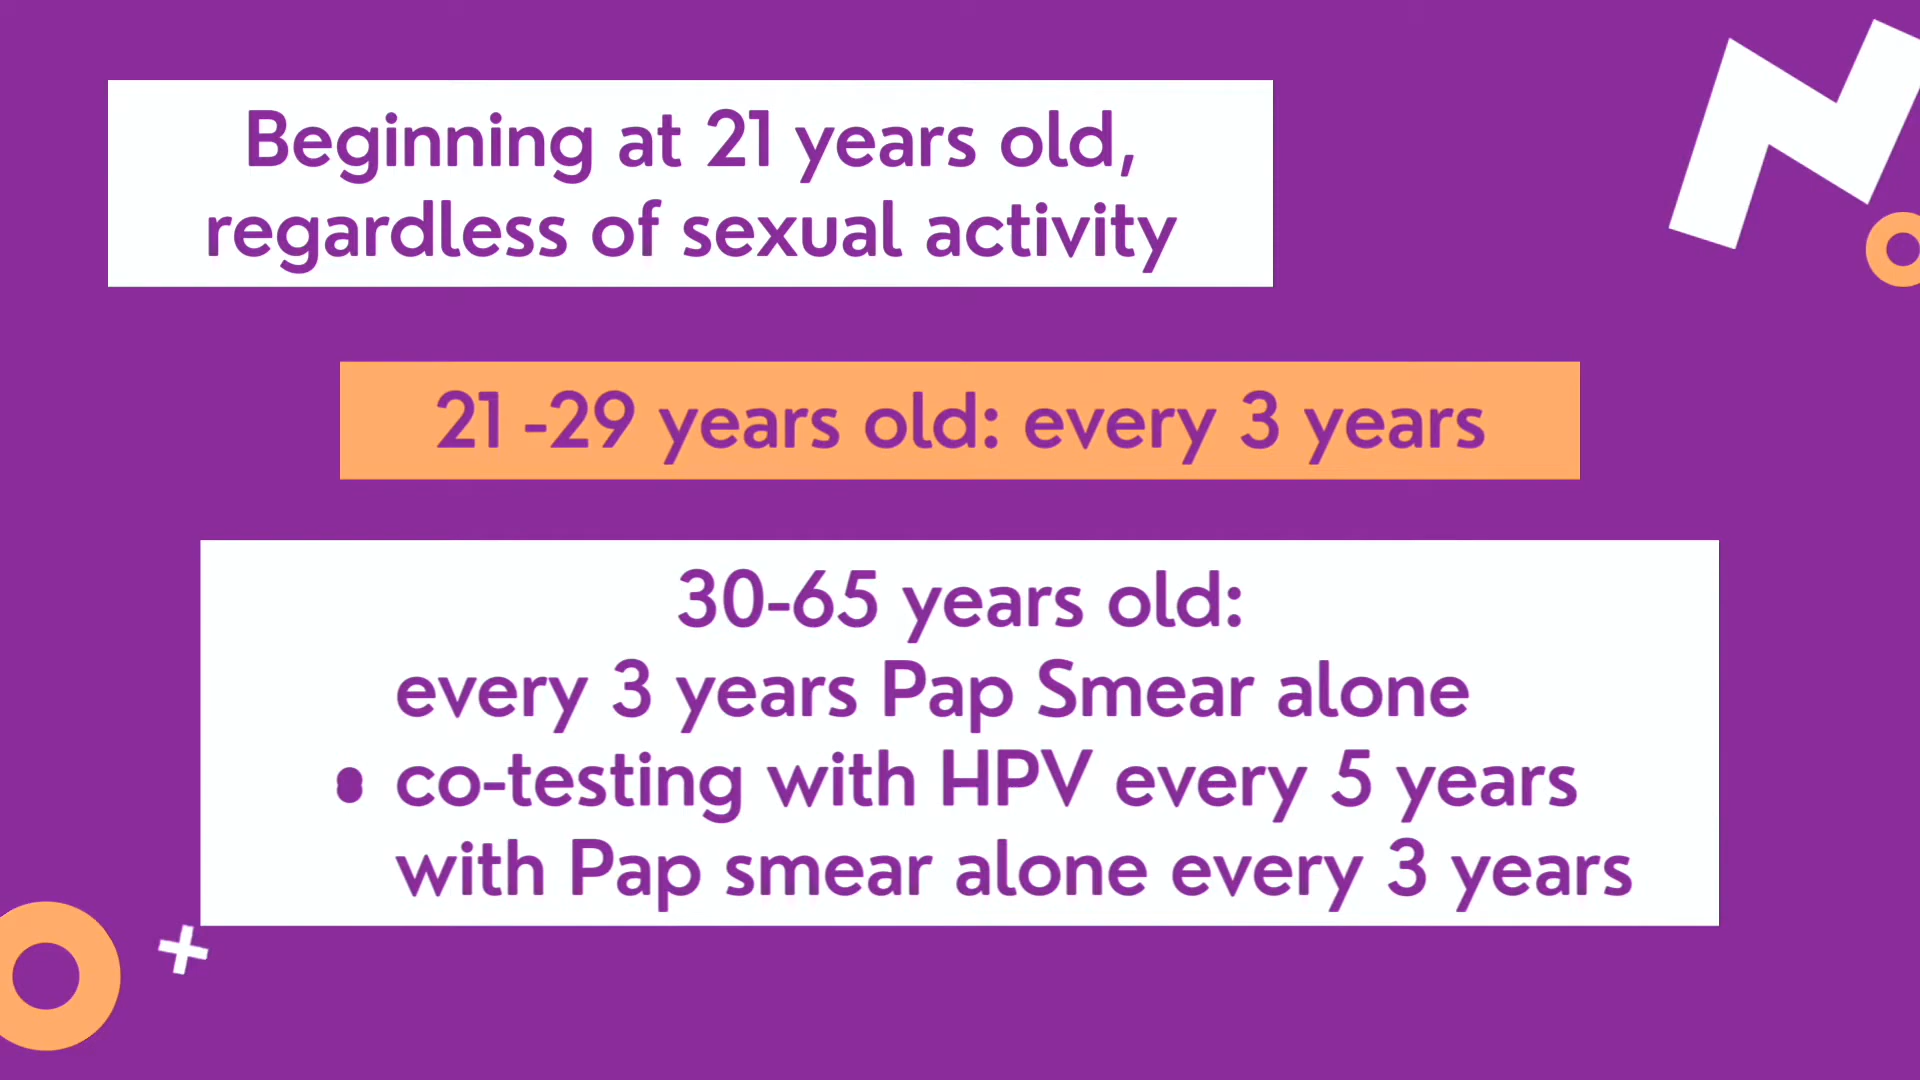 Beginning at 21 years old,
regardless of sexual activity
21 -29 years old: every 3 years
30-65 years old:
every 3 years Pap Smear alone
• co-testing with HPV every 5 years
with Pap smear alone every 3 years